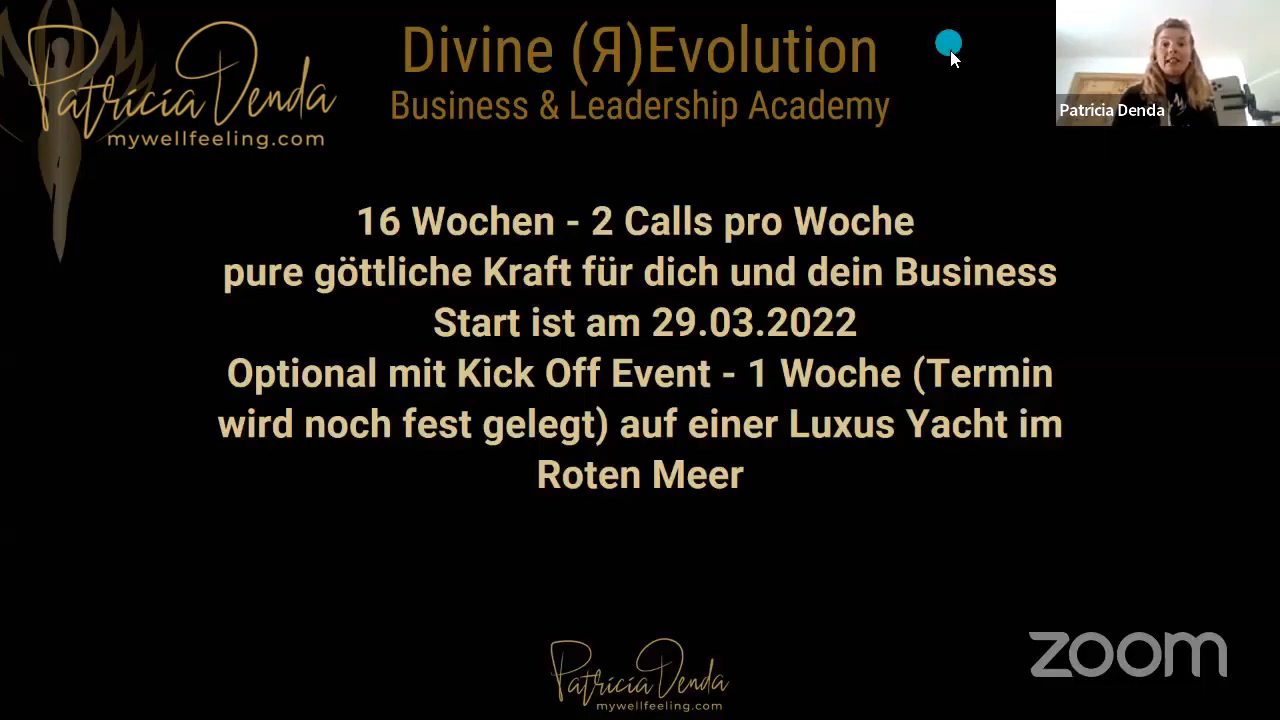 Patricia Denda
mywellfeeling.com
Divine (Я)Evolution
Business & Leadership Academy
Patricia Denda
16 Wochen - 2 Calls pro Woche
pure göttliche Kraft für dich und dein Business
Start ist am 29.03.2022
Optional mit Kick Off Event - 1 Woche (Termin
wird noch fest gelegt) auf einer Luxus Yacht im
Roten Meer
zoom
Patricia Denda
mywellfeeling.com